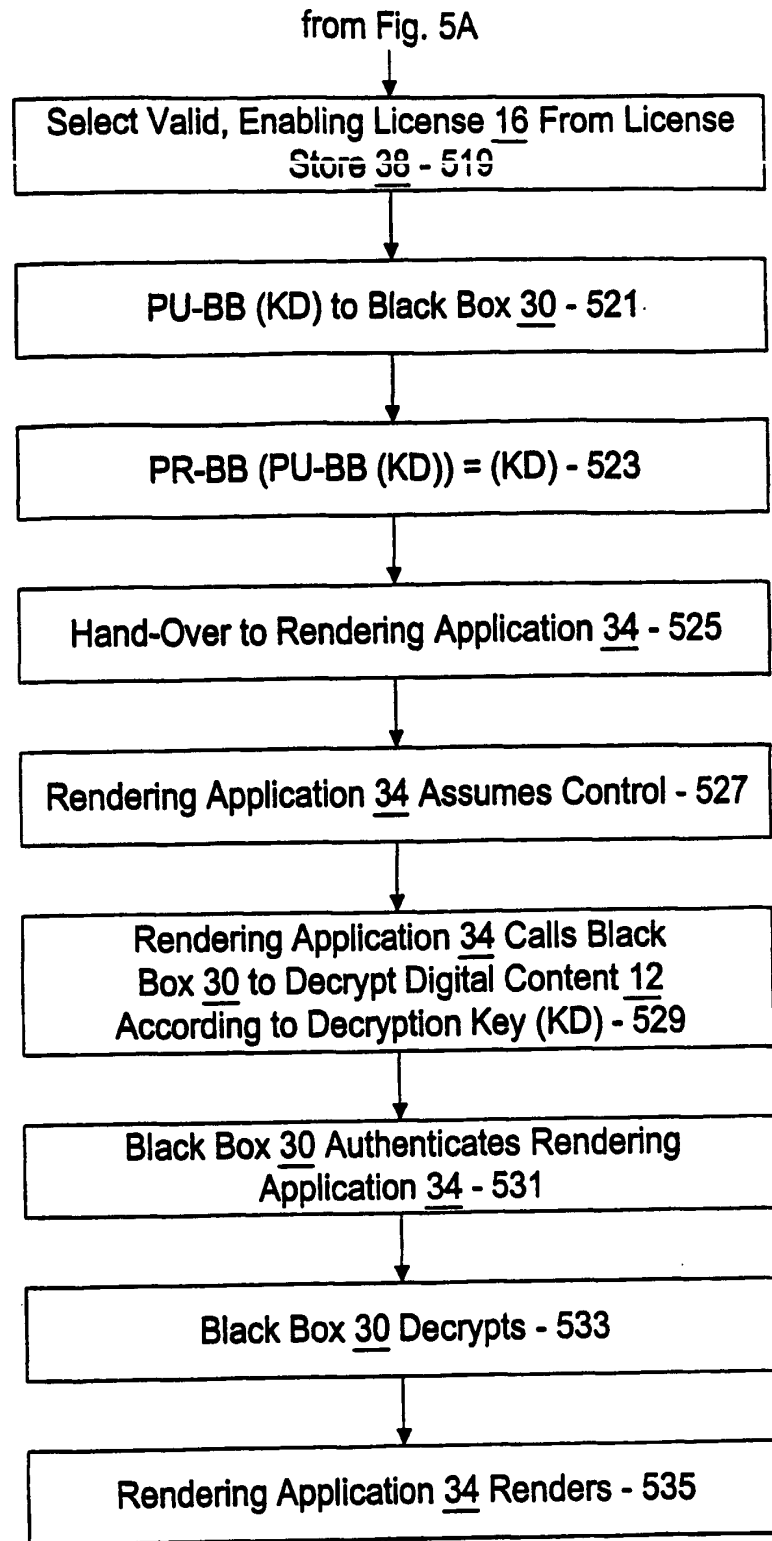 from Fig. 5A
Select Valid, Enabling License 16 From License
Store 38 - 519
PU-BB (KD) to Black Box 30 - 521
PR-BB (PU-BB (KD)) = (KD) - 523
Hand-Over to Rendering Application 34 - 525
Rendering Application 34 Assumes Control - 527
Rendering Application 34 Calls Black
Box 30 to Decrypt Digital Content 12
According to Decryption Key (KD) - 529
Black Box 30 Authenticates Rendering
Application 34 - 531
Black Box 30 Decrypts - 533
Rendering Application 34 Renders - 535